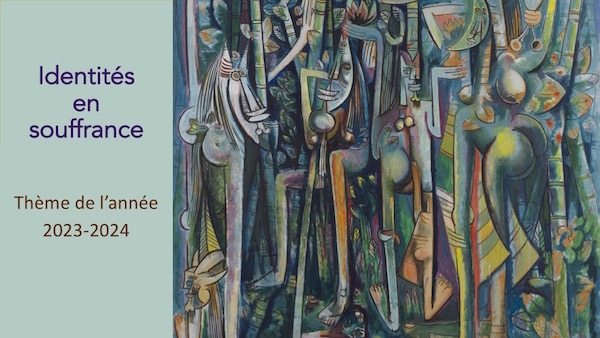 Identités
en
souffrance
Thème de l’année
2023-2024